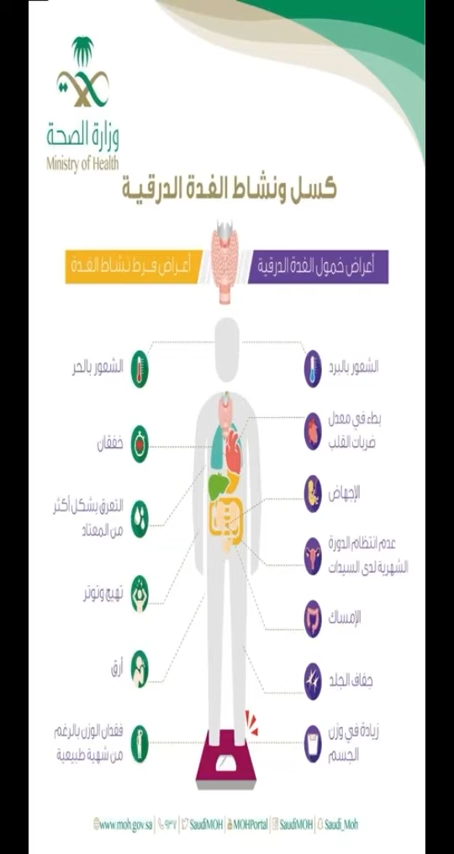 وزارة الصحة
Ministry of Health
كسل ونشاط الغدة الدرقية
أعراض خمول الغدة الدرقية
أعراض فرط نشاط الغدة
الشعور بالبرد
الشعور بالحر
بطء في معدل
ضربات القلب
خفقان
الإجهاض
التعرق بشكل أكثر
من المعتاد
عدم انتظام الدورة
الشهرية لدى السيدات
تهيج وتوتر
الإمساك
أرق
جفاف الجلد
زيادة في وزن
الجسم
فقدان الوزن بالرغم
من شهية طبيعية
www.moh.gov.sa | ٩٣٧ | SaudiMOH | MOHPortal | SaudiMOH | Saudi_Moh